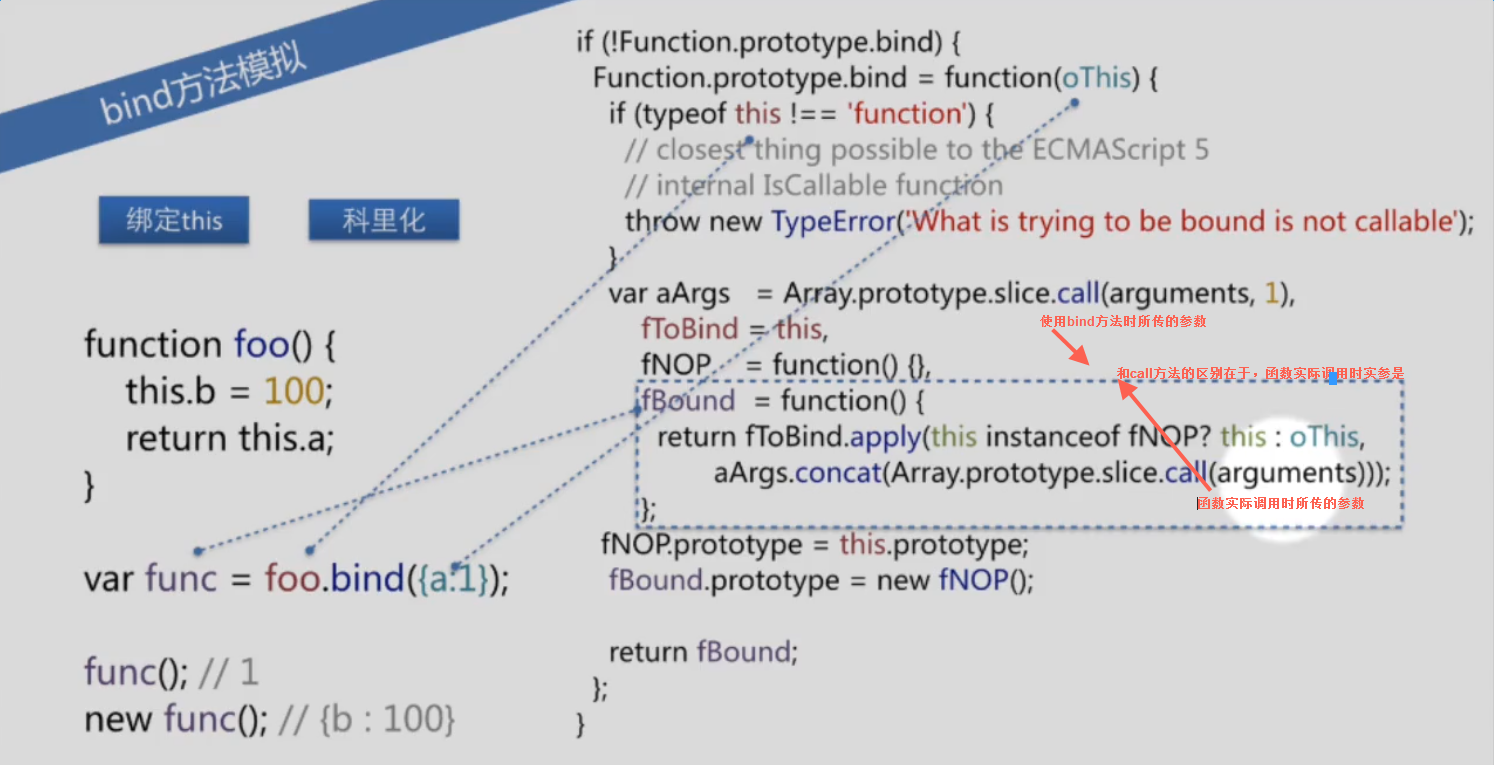 bind方法模拟
绑定this
科里化
function foo() {
this.b = 100;
return this.a;
}
var func = foo.bind({a:1});
func(); // 1
new func(); // {b : 100}
if (!Function.prototype.bind) {
Function.prototype.bind = function(oThis) {
if (typeof this !== 'function') {
// closest thing possible to the ECMAScript 5
// internal IsCallable function
throw new TypeError('What is trying to be bound is not callable');
}
var aArgs = Array.prototype.slice.call(arguments, 1),
使用bind方法时所传的参数
fToBind = this,
fNOP = function() {},
和call方法的区别在于，函数实际调用时实参是
fBound = function() {
return fToBind.apply(this instanceof fNOP? this : oThis,
aArgs.concat(Array.prototype.slice.call(arguments)));
函数实际调用时所传的参数
};
fNOP.prototype = this.prototype;
fBound.prototype = new fNOP();
return fBound;
};
}